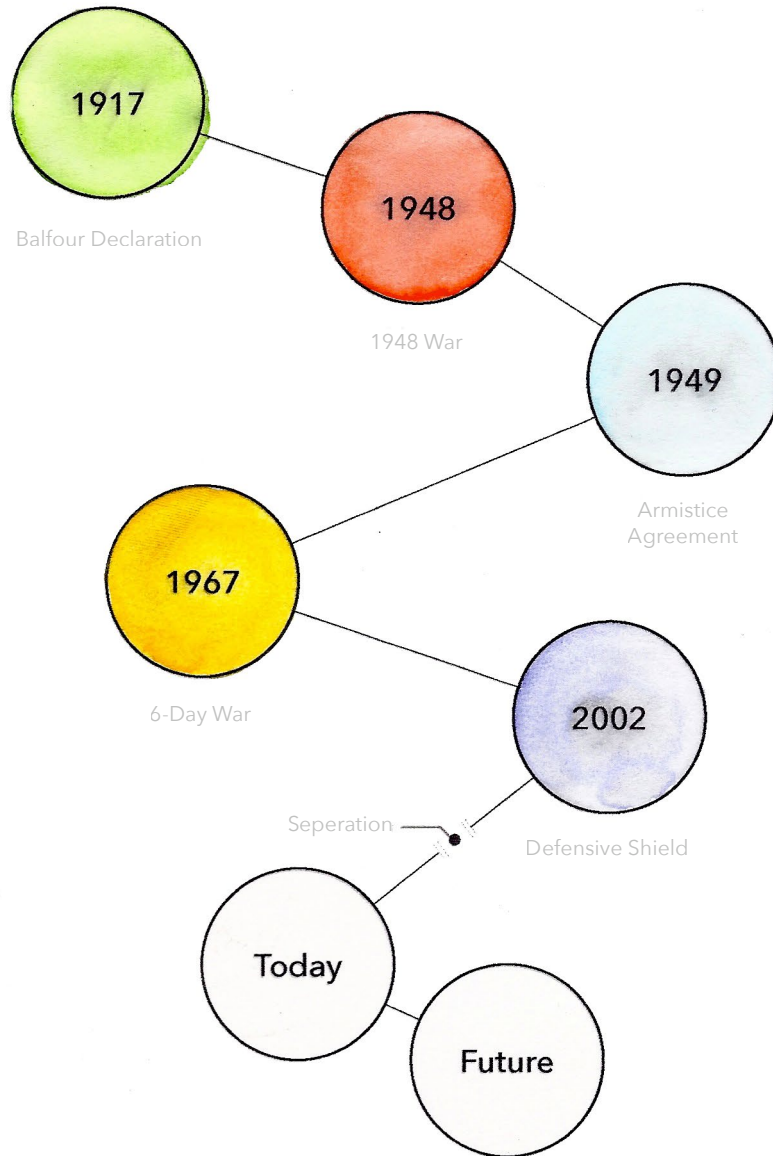 1917
Balfour Declaration
1948
1948 War
1949
Armistice
Agreement
1967
6-Day War
2002
Defensive Shield
Seperation
Today
Future